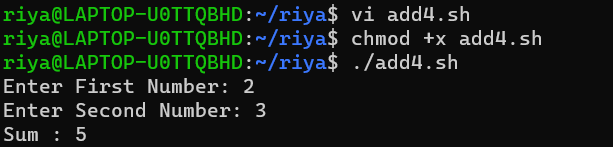 riya@LAPTOP-U0TTQBHD:~/riya$ vi add4.sh
riya@LAPTOP-U0TTQBHD:~/riya$ chmod +x add4.sh
riya@LAPTOP-U0TTQBHD:~/riya$ ./add4.sh
Enter First Number: 2
Enter Second Number: 3
Sum : 5